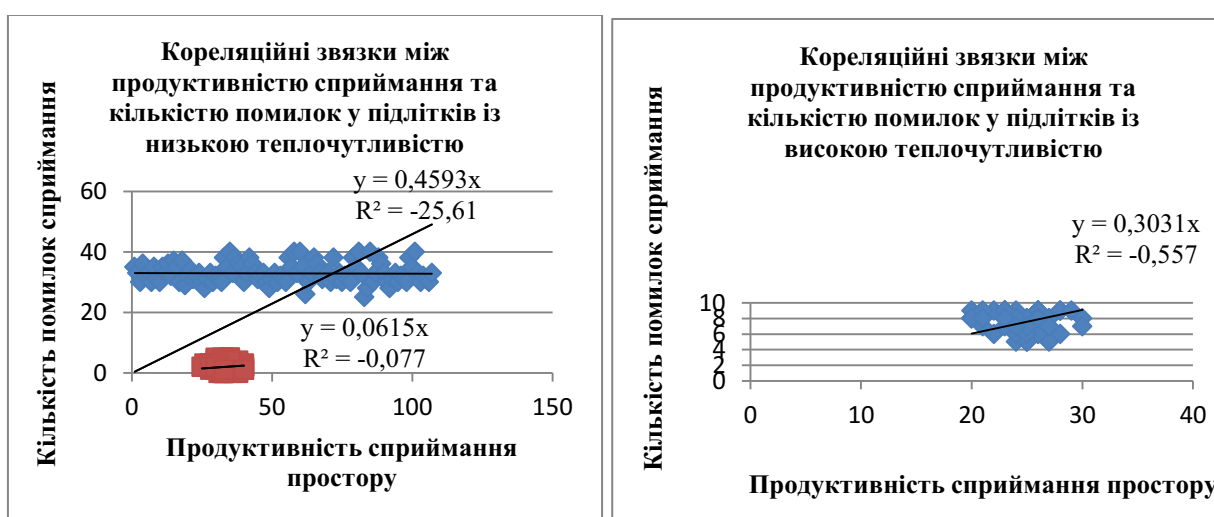 Кореляційні звязки між
продуктивністю сприймання та
кількістю помилок у підлітків із
низькою теплочутливістю
Кількість помилок сприймання
y = 0,4593x
R² = -25,61
60
40
20
0
y = 0,0615x
R² = -0,077
0 50 100 150
Продуктивність сприймання
простору
Кореляційні звязки між
продуктивністю сприймання та
кількістю помилок у підлітків із
високою теплочутливістю
Кількість помилок сприймання
y = 0,3031x
R² = -0,557
10
8
6
4
2
0
0 10 20 30 40
Продуктивність сприймання простору